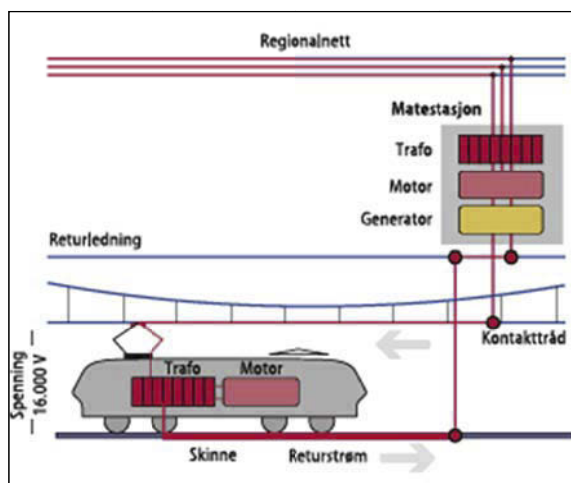 Regionalnett
Matestasjon
Trafo
Motor
Generator
Returledning
Kontakttråd
Spenning
16.000 V
Trafo
Motor
Skinne
Returstrøm